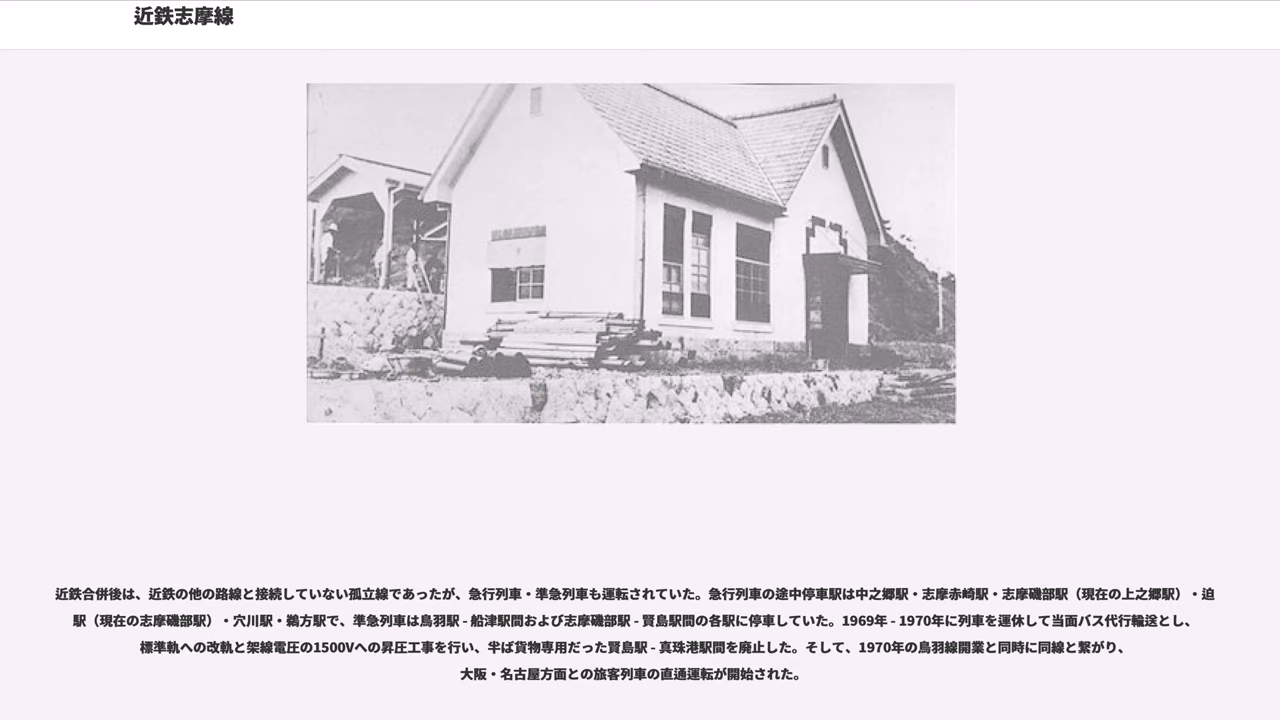 近鉄志摩線
近鉄合併後は、近鉄の他の路線と接続していない孤立線であったが、急行列車・準急列車も運転されていた。急行列車の途中停車駅は中之郷駅・志摩赤崎駅・志摩磯部駅（現在の上之郷駅）・迫
駅（現在の志摩磯部駅）・穴川駅・鵜方駅で、準急列車は鳥羽駅 - 船津駅間および志摩磯部駅 - 賢島駅間の各駅に停車していた。1969年 - 1970年に列車を運休して当面バス代行輸送とし、
標準軌への改軌と架線電圧の1500Vへの昇圧工事を行い、半ば貨物専用だった賢島駅 - 真珠港駅間を廃止した。そして、1970年の鳥羽線開業と同時に同線と繋がり、
大阪・名古屋方面との旅客列車の直通運転が開始された。